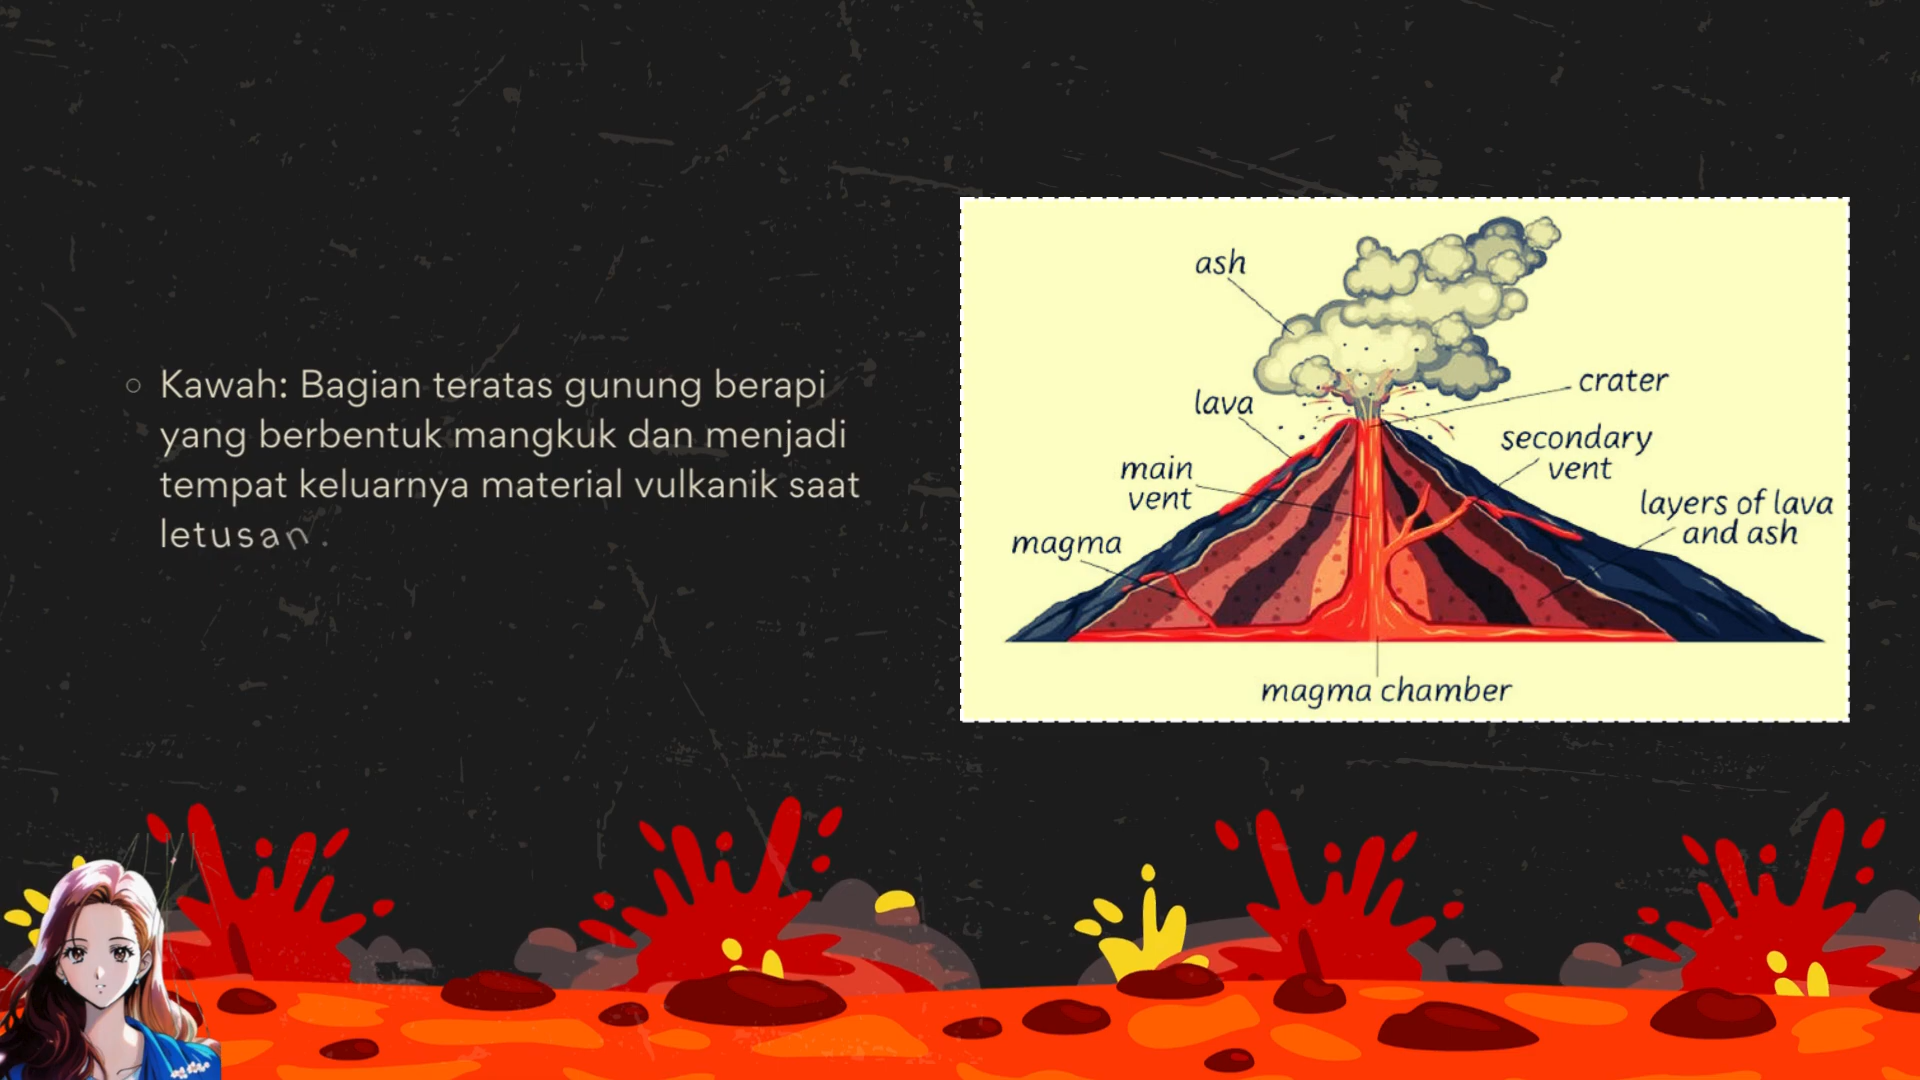 Kawah: Bagian teratas gunung berapi
yang berbentuk mangkuk dan menjadi
tempat keluarnya material vulkanik saat
letusan.
ash
crater
lava
secondary
vent
main
vent
layers of lava
and ash
magma
magma chamber